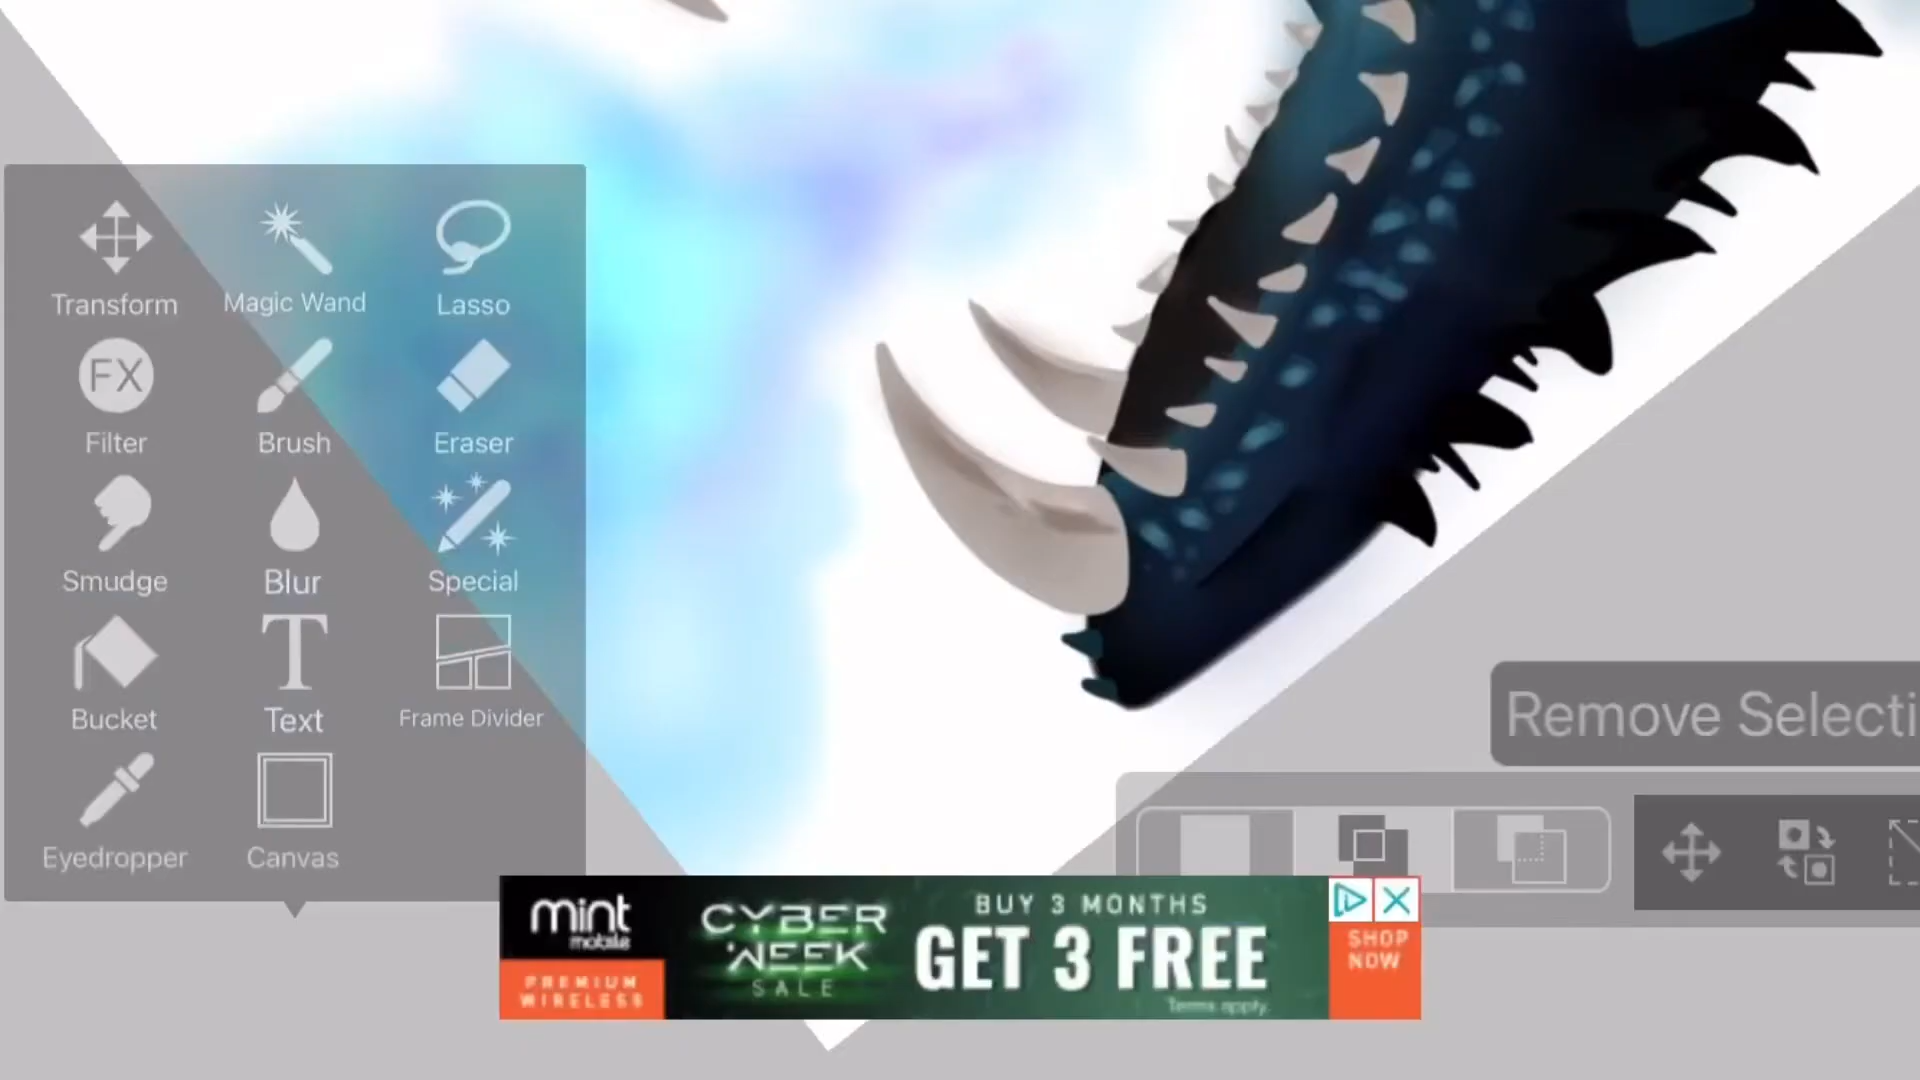 Transform
Magic Wand
Lasso
FX
Filter
Brush
Eraser
Smudge
Blur
Special
T
Bucket
Text
Frame Divider
Eyedropper
Canvas
Remove Selecti
mint
mobile
PREMIUM
WIRELESS
CYBER
WEEK
SALE
BUY 3 MONTHS
GET 3 FREE
Terms apply.
SHOP
NOW